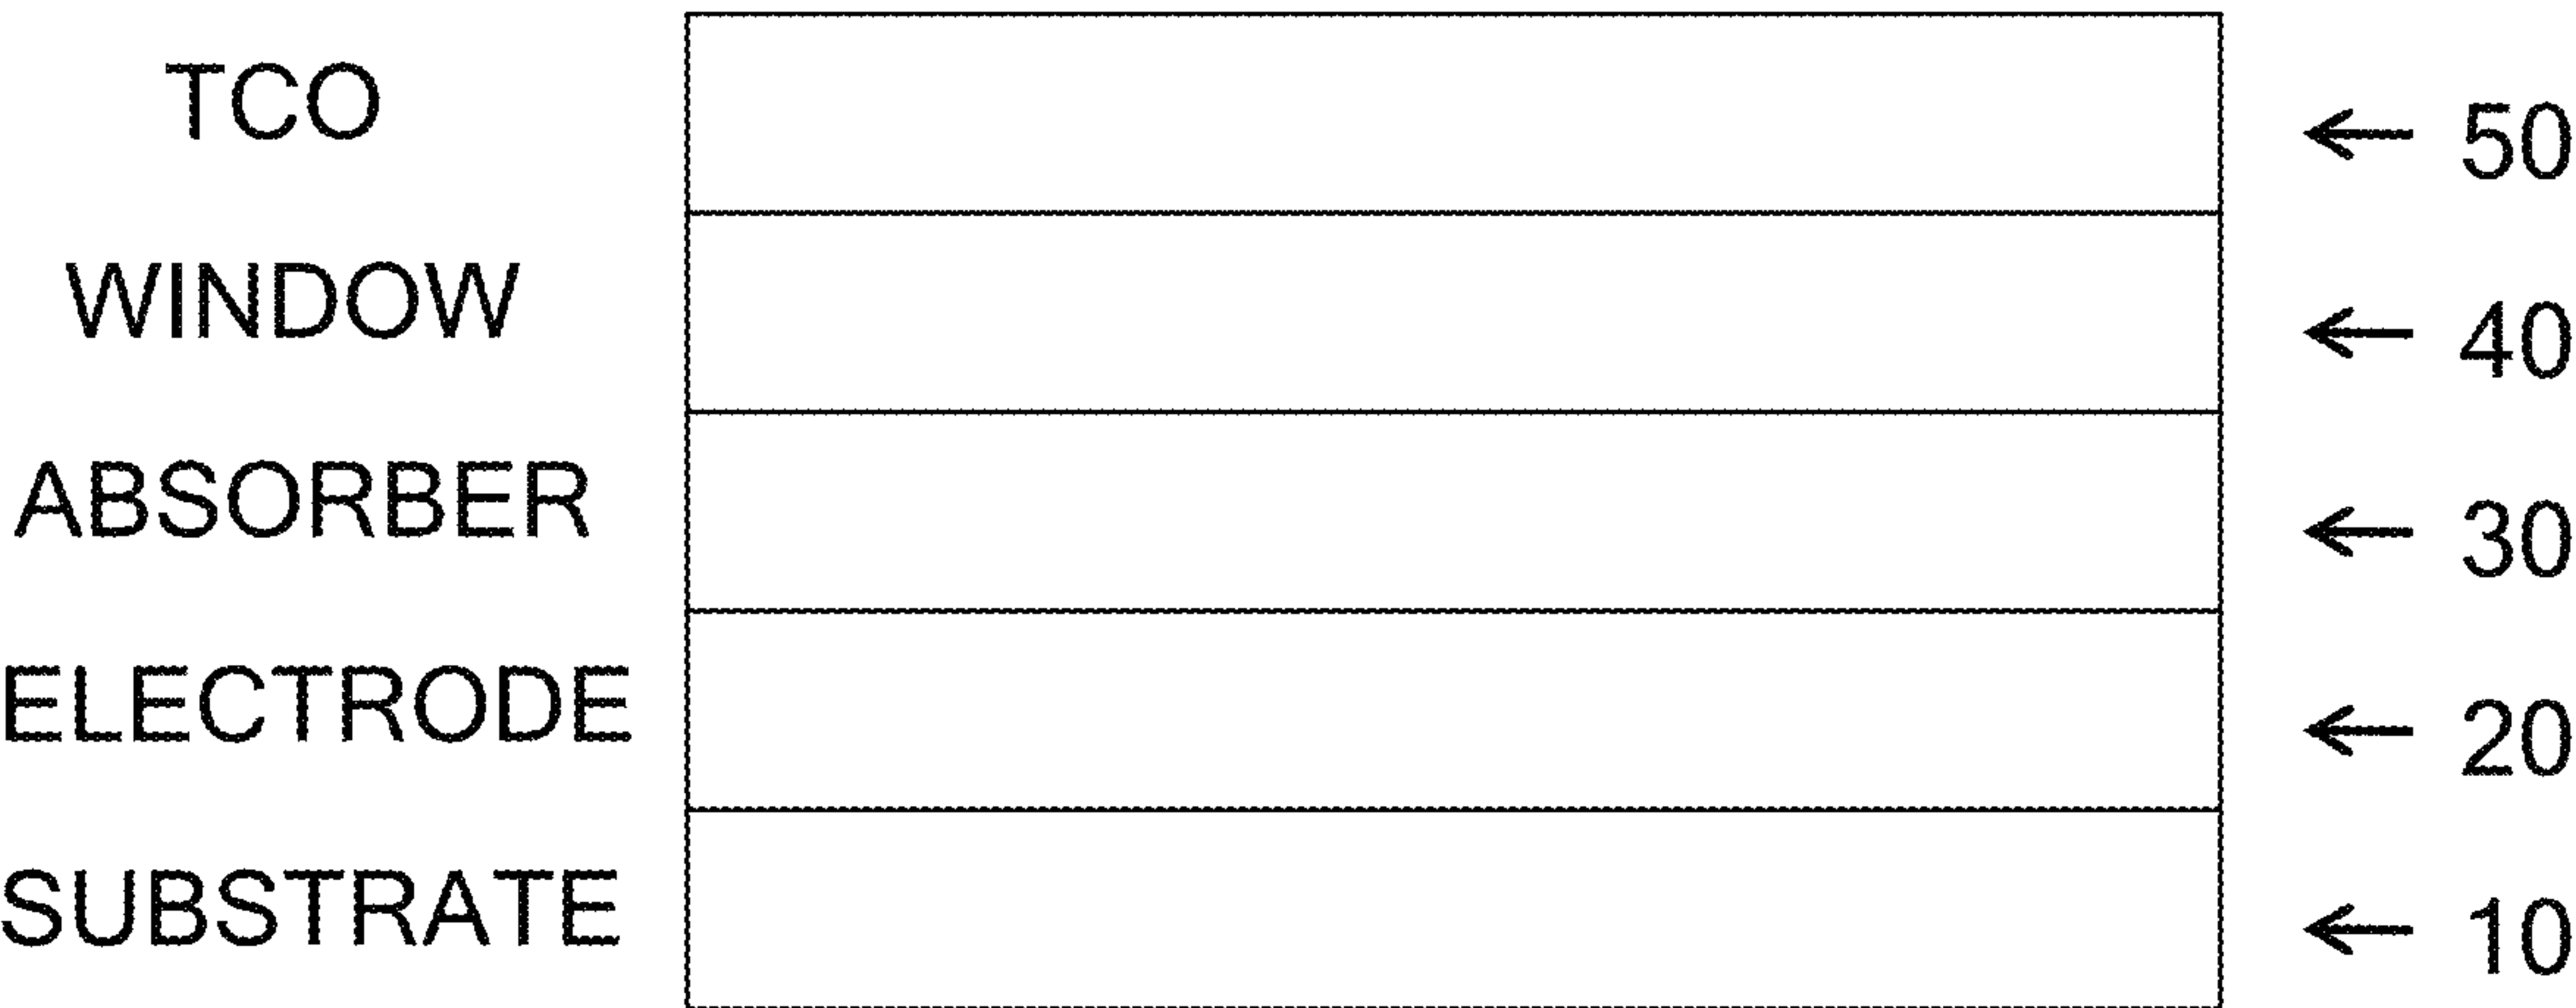 TCO ← 50
WINDOW ← 40
ABSORBER ← 30
ELECTRODE ← 20
SUBSTRATE ← 10